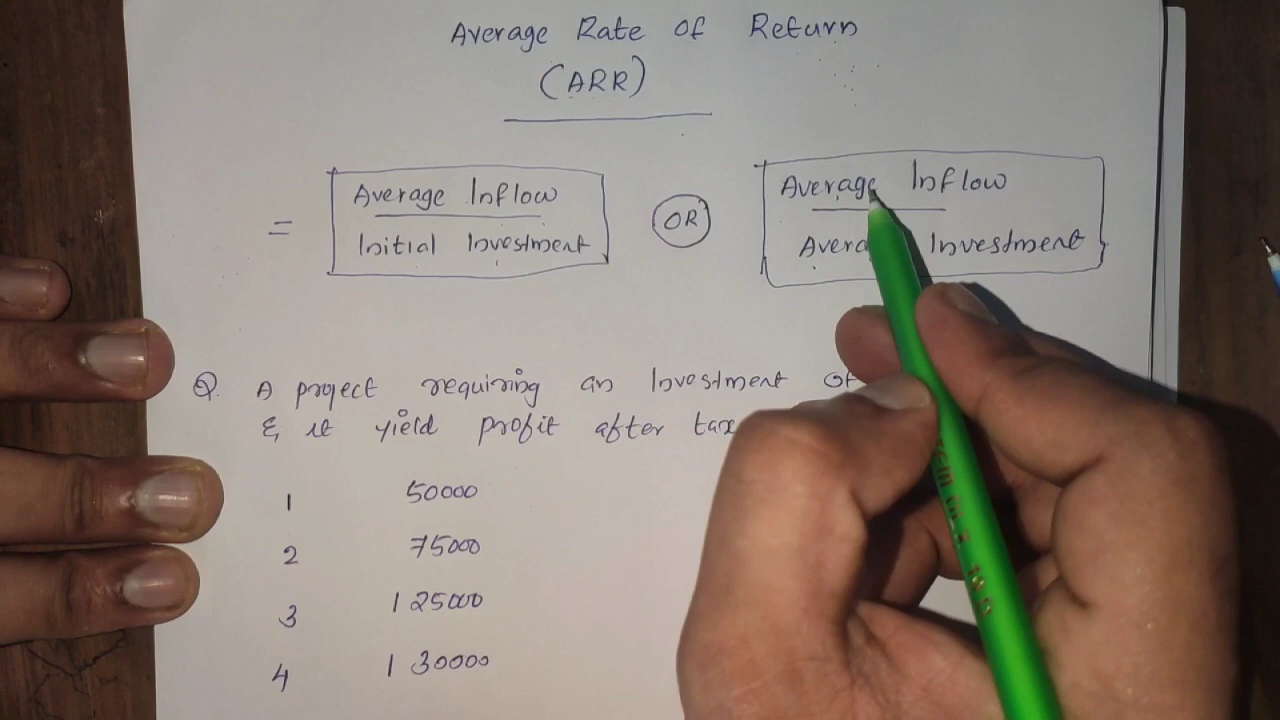 Average Rate of Return
(ARR)
= Average Inflow OR Average Inflow
Initial Investment Investment
Q. A project requiring an Investment of
& it yield profit after tax
1 50000
2 75000
3 125000
4 130000